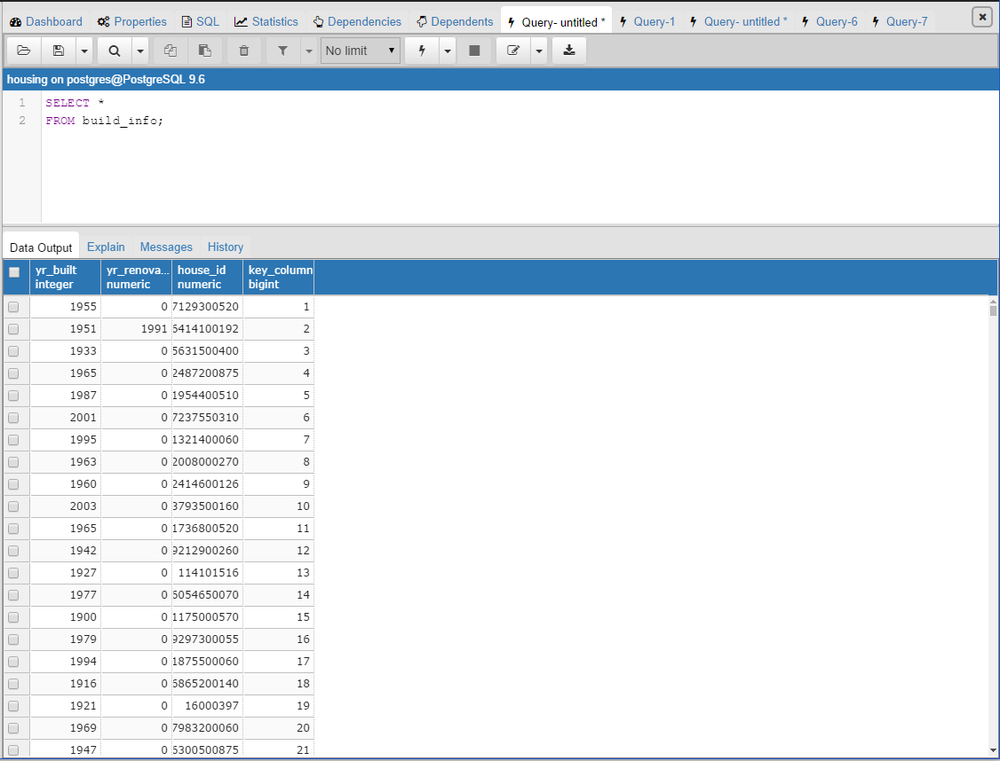 Dashboard Properties SQL Statistics Dependencies Dependents Query- untitled * Query-1 Query- untitled * Query-6 Query-7
No limit
housing on postgres@PostgreSQL 9.6
1 SELECT *
2 FROM build_info;
Data Output Explain Messages History
yr_built yr_renova... house_id key_column
integer numeric numeric bigint
1955 0 7129300520 1
1951 1991 6414100192 2
1933 0 5631500400 3
1965 0 2487200875 4
1987 0 1954400510 5
2001 0 7237550310 6
1995 0 1321400060 7
1963 0 2008000270 8
1960 0 2414600126 9
2003 0 3793500160 10
1965 0 1736800520 11
1942 0 9212900260 12
1927 0 114101516 13
1977 0 6054650070 14
1900 0 1175000570 15
1979 0 9297300055 16
1994 0 1875500060 17
1916 0 6865200140 18
1921 0 16000397 19
1969 0 7983200060 20
1947 0 6300500875 21